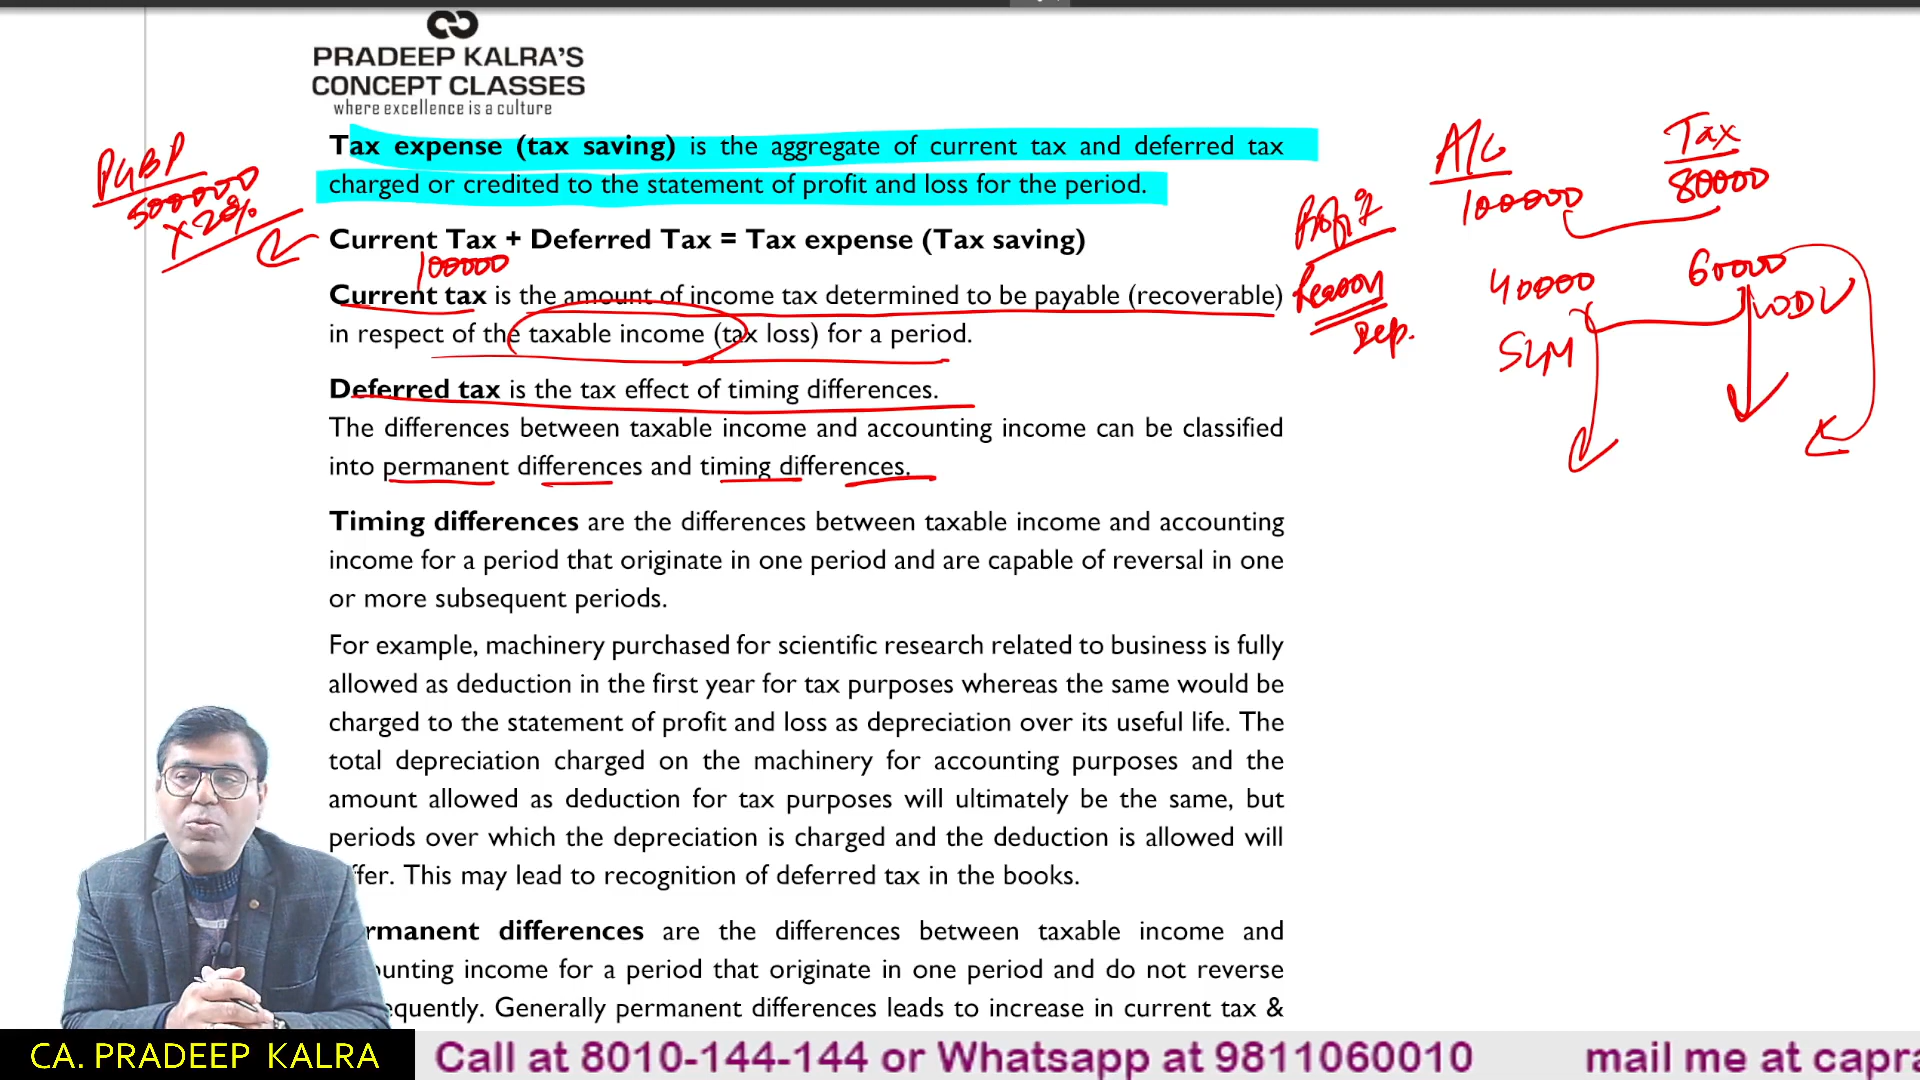 PRADEEP KALRA'S
CONCEPT CLASSES
where excellence is a culture
Tax expense (tax saving) is the aggregate of current tax and deferred tax
charged or credited to the statement of profit and loss for the period.
Current Tax + Deferred Tax = Tax expense (Tax saving)
100000
Current tax is the amount of income tax determined to be payable (recoverable)
in respect of the taxable income (tax loss) for a period.
Deferred tax is the tax effect of timing differences.
The differences between taxable income and accounting income can be classified
into permanent differences and timing differences.
Timing differences are the differences between taxable income and accounting
income for a period that originate in one period and are capable of reversal in one
or more subsequent periods.
For example, machinery purchased for scientific research related to business is fully
allowed as deduction in the first year for tax purposes whereas the same would be
charged to the statement of profit and loss as depreciation over its useful life. The
total depreciation charged on the machinery for accounting purposes and the
amount allowed as deduction for tax purposes will ultimately be the same, but
periods over which the depreciation is charged and the deduction is allowed will
ffer. This may lead to recognition of deferred tax in the books.
rmanent differences are the differences between taxable income and
ounting income for a period that originate in one period and do not reverse
equently. Generally permanent differences leads to increase in current tax &
PGBP
500000
X 20%
A/C Tax
Profit 100000 80000
Reason 40000 60000
Dep. SLM WDV
CA. PRADEEP KALRA
Call at 8010-144-144 or Whatsapp at 9811060010 mail me at capra